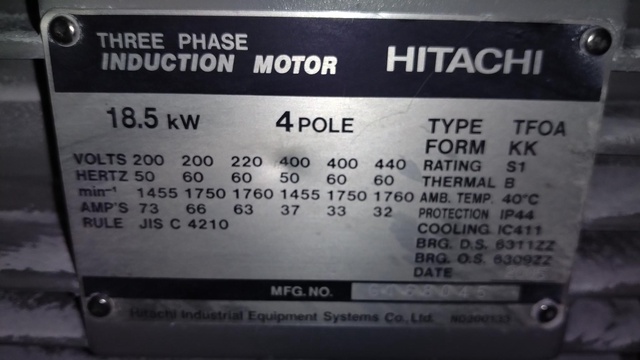 THREE PHASE
INDUCTION MOTOR HITACHI
18.5 kW 4 POLE
TYPE TFOA
FORM KK
VOLTS 200 200 220 400 400 440
RATING S1
HERTZ 50 60 60 50 60 60
THERMAL B
min⁻¹ 1455 1750 1760 1455 1750 1760
AMB. TEMP. 40°C
AMP'S 73 66 63 37 33 32
PROTECTION IP44
RULE JIS C 4210
COOLING IC411
BRG. D.S. 6311ZZ
BRG. O.S. 6309ZZ
DATE
MFG. NO.
Hitachi Industrial Equipment Systems Co., Ltd.